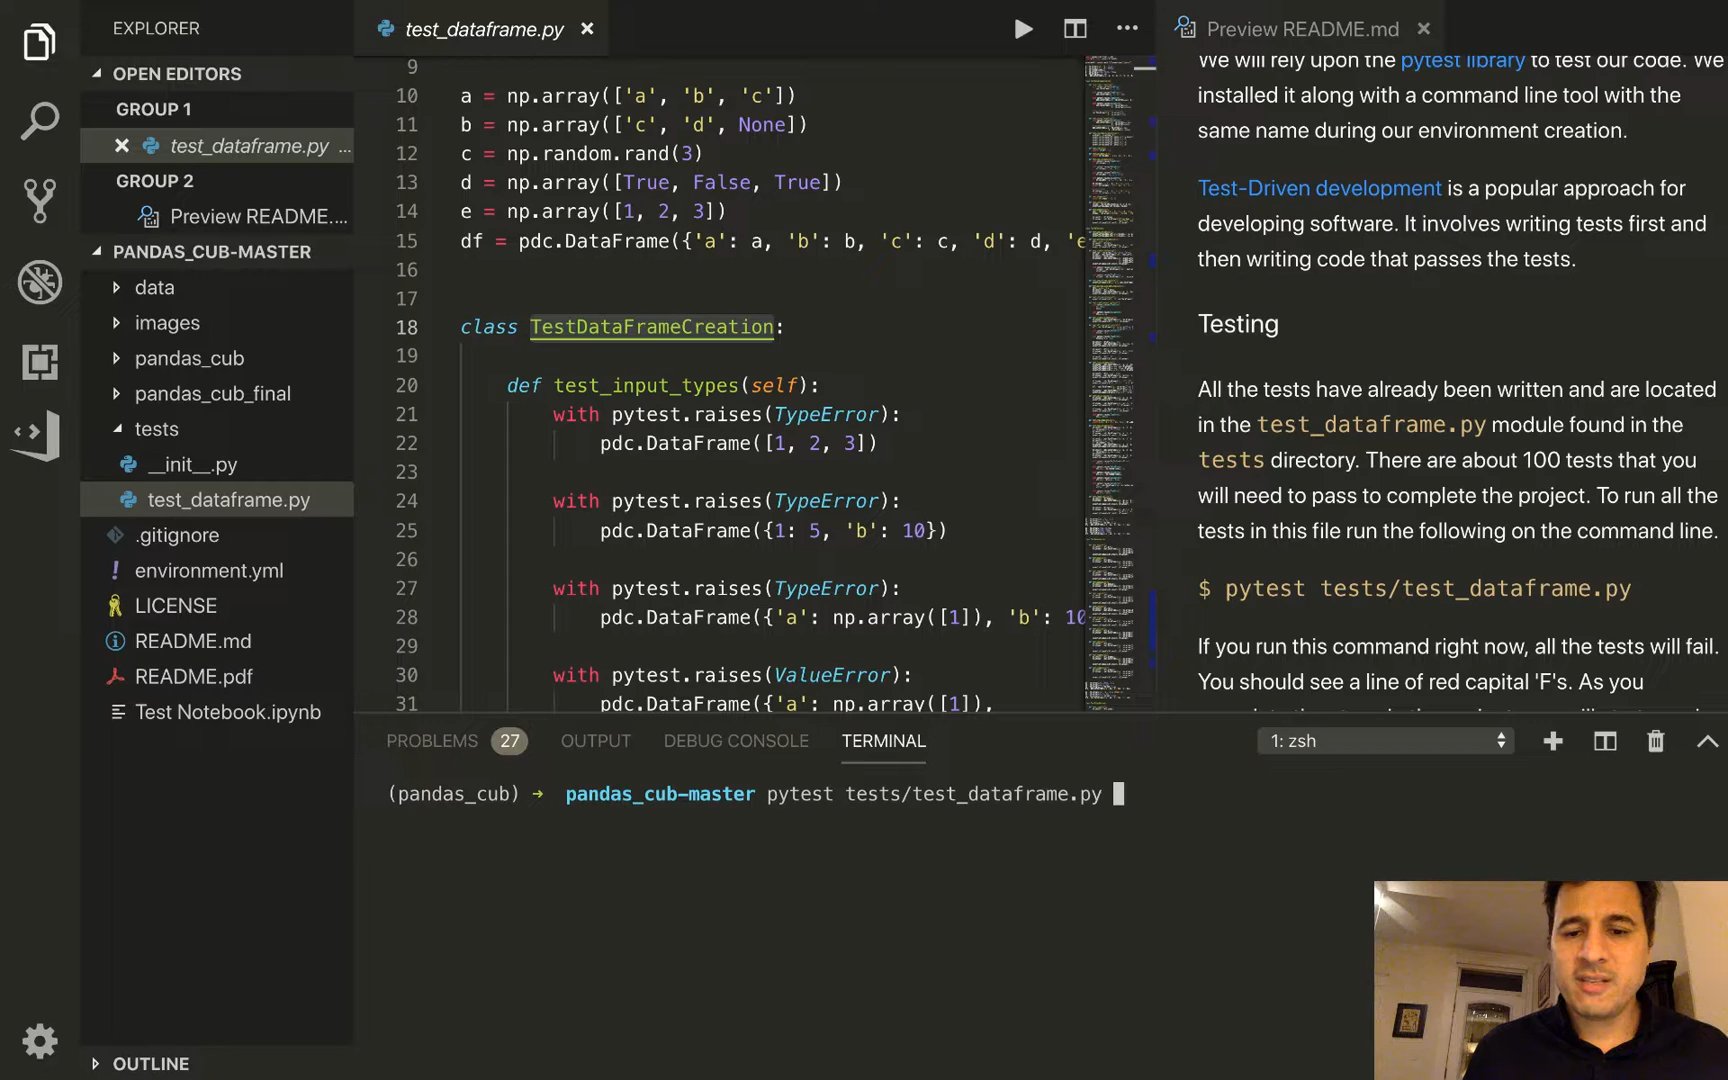 EXPLORER
OPEN EDITORS
GROUP 1
test_dataframe.py ...
GROUP 2
Preview README....
PANDAS_CUB-MASTER
data
images
pandas_cub
pandas_cub_final
tests
__init__.py
test_dataframe.py
.gitignore
environment.yml
LICENSE
README.md
README.pdf
Test Notebook.ipynb
OUTLINE
test_dataframe.py
9
10 a = np.array(['a', 'b', 'c'])
11 b = np.array(['c', 'd', None])
12 c = np.random.rand(3)
13 d = np.array([True, False, True])
14 e = np.array([1, 2, 3])
15 df = pdc.DataFrame({'a': a, 'b': b, 'c': c, 'd': d, 'e
16
17
18 class TestDataFrameCreation:
19
20 def test_input_types(self):
21 with pytest.raises(TypeError):
22 pdc.DataFrame([1, 2, 3])
23
24 with pytest.raises(TypeError):
25 pdc.DataFrame({1: 5, 'b': 10})
26
27 with pytest.raises(TypeError):
28 pdc.DataFrame({'a': np.array([1]), 'b': 10
29
30 with pytest.raises(ValueError):
31 pdc.DataFrame({'a': np.array([1]),
Preview README.md
We will rely upon the pytest library to test our code. We
installed it along with a command line tool with the
same name during our environment creation.
Test-Driven development is a popular approach for
developing software. It involves writing tests first and
then writing code that passes the tests.
Testing
All the tests have already been written and are located
in the test_dataframe.py module found in the
tests directory. There are about 100 tests that you
will need to pass to complete the project. To run all the
tests in this file run the following on the command line.
$ pytest tests/test_dataframe.py
If you run this command right now, all the tests will fail.
You should see a line of red capital 'F's. As you
PROBLEMS 27 OUTPUT DEBUG CONSOLE TERMINAL 1: zsh
(pandas_cub) → pandas_cub-master pytest tests/test_dataframe.py